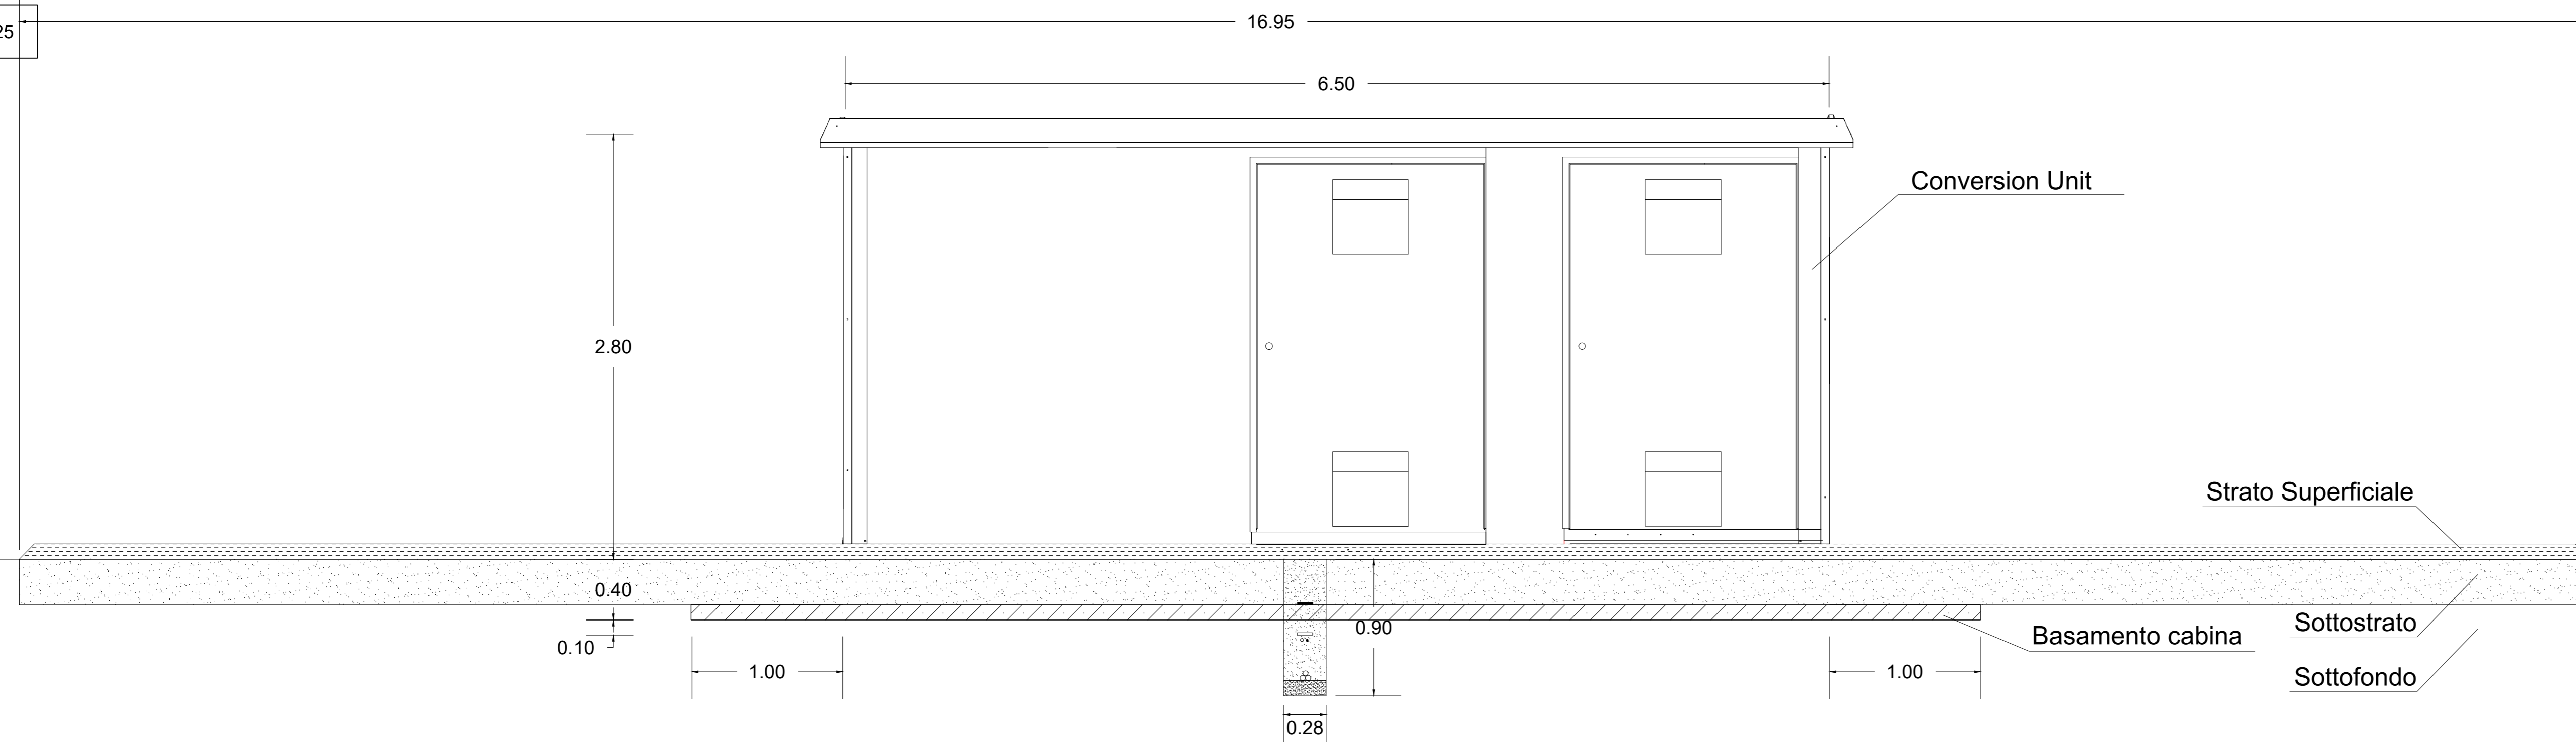 16.95
25
6.50
Conversion Unit
2.80
Strato Superficiale
0.40
Sottostrato
0.90
Basamento cabina
0.10
1.00
1.00
Sottofondo
0.28